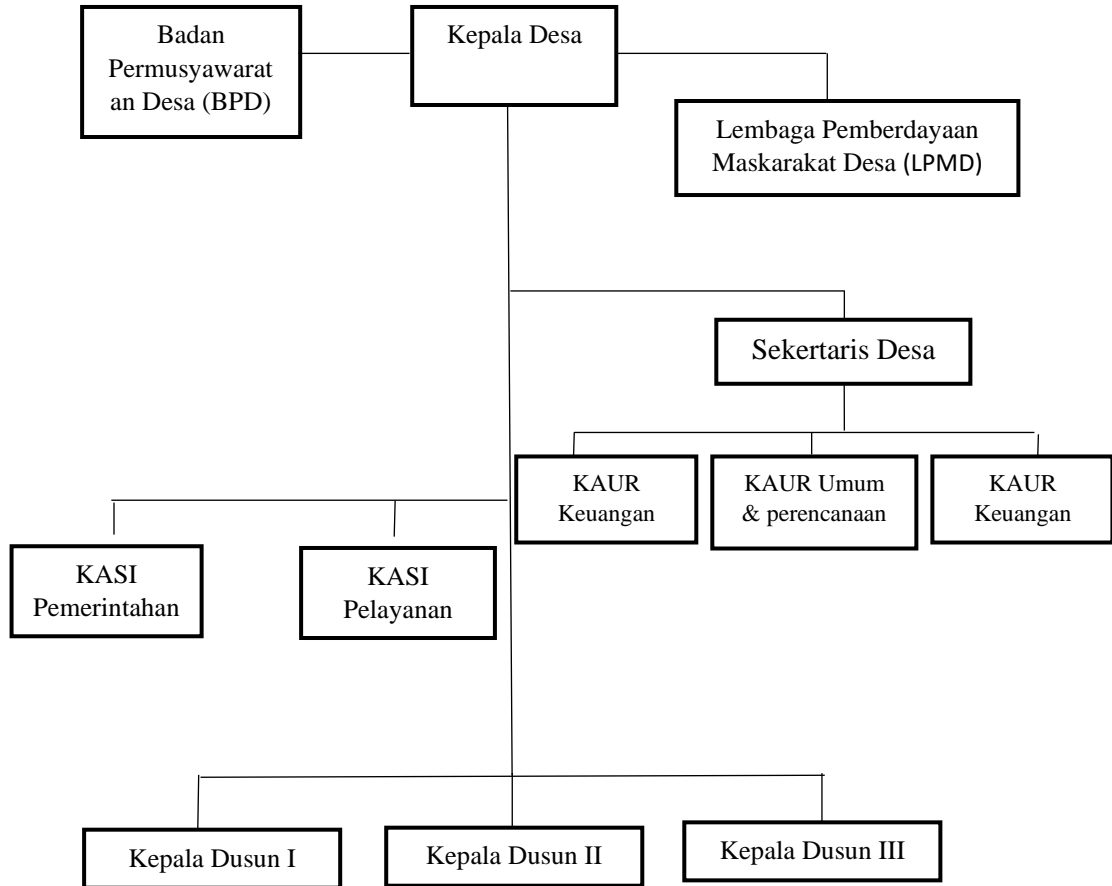 Badan
Permusyawarat
an Desa (BPD)
Kepala Desa
Lembaga Pemberdayaan
Maskarakat Desa (LPMD)
Sekertaris Desa
KAUR
Keuangan
KAUR Umum
& perencanaan
KAUR
Keuangan
KASI
Pemerintahan
KASI
Pelayanan
Kepala Dusun I
Kepala Dusun II
Kepala Dusun III